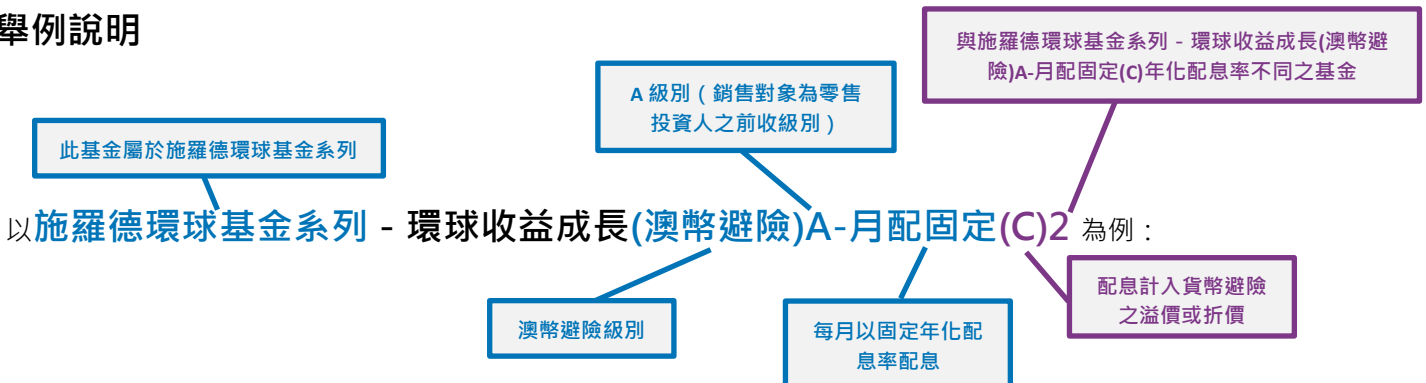 舉例說明
與施羅德環球基金系列 - 環球收益成長(澳幣避
險)A-月配固定(C)年化配息率不同之基金
A 級別（銷售對象為零售
投資人之前收級別）
此基金屬於施羅德環球基金系列
以施羅德環球基金系列 - 環球收益成長(澳幣避險)A-月配固定(C)2 為例：
澳幣避險級別
每月以固定年化配
息率配息
配息計入貨幣避險
之溢價或折價